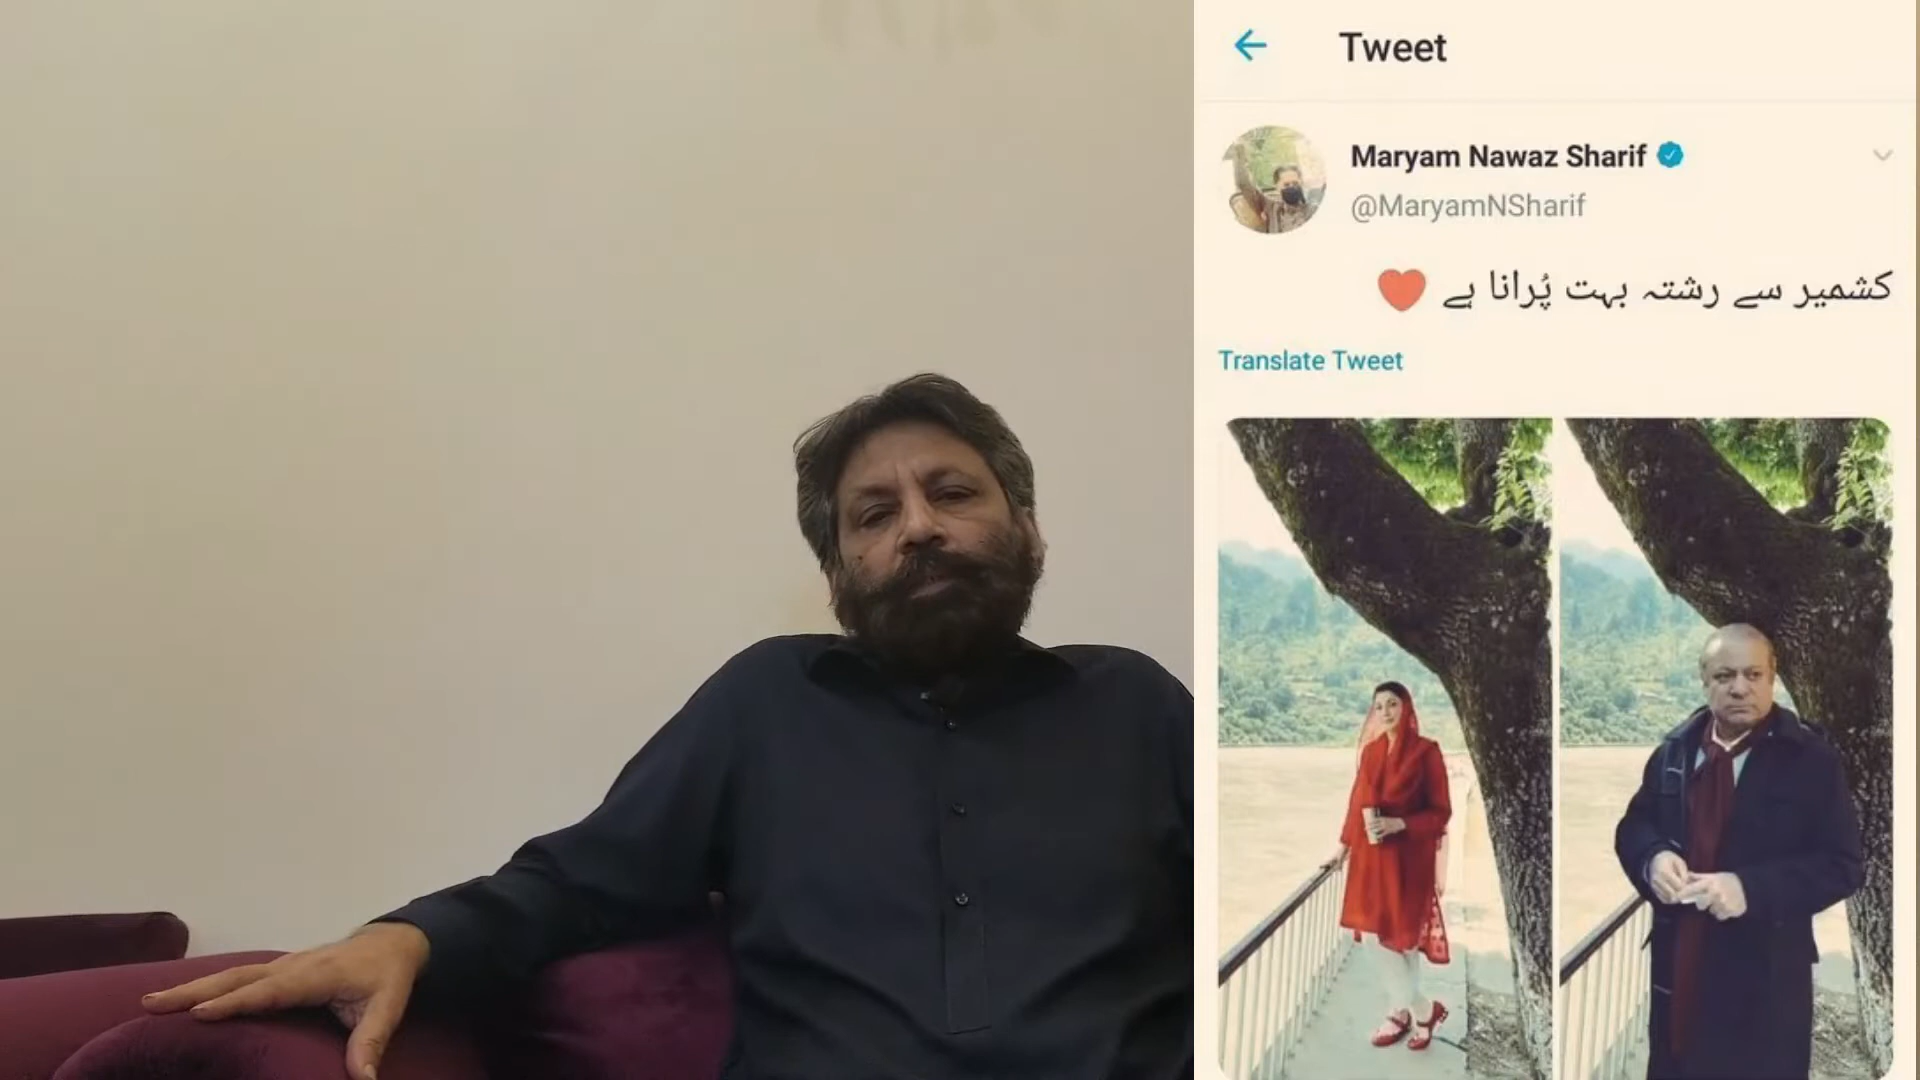 Tweet
Maryam Nawaz Sharif
@MaryamNSharif
کشمیر سے رشتہ بہت پُرانا ہے ❤️
Translate Tweet